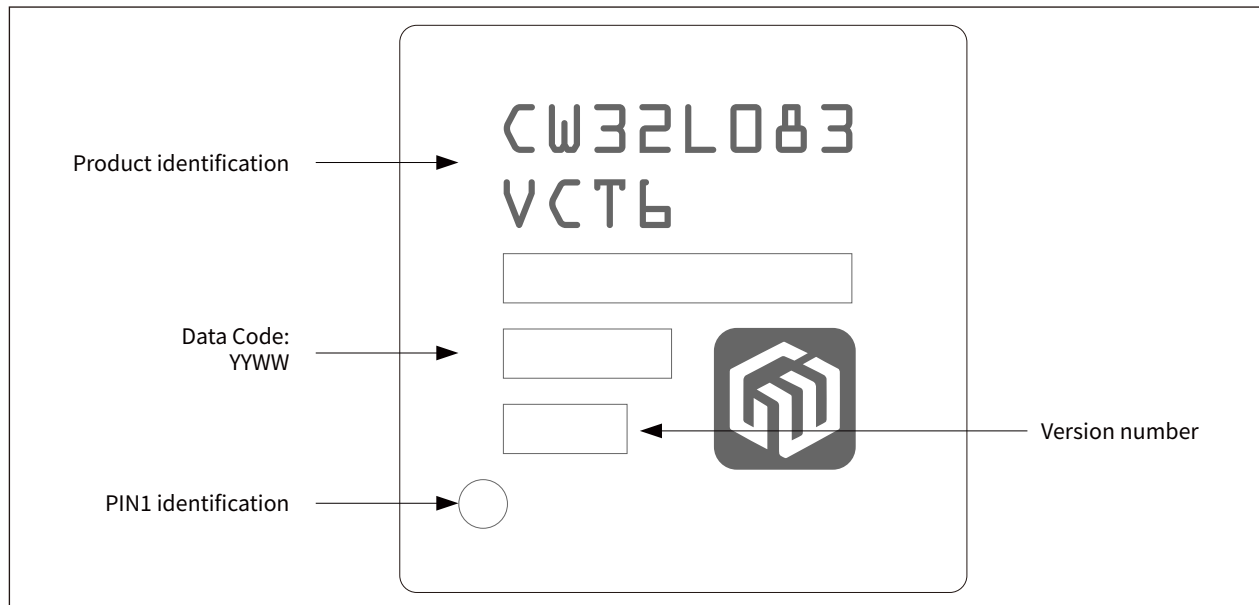 CW32L083
Product identification
VCT6
Data Code:
YYWW
Version number
PIN1 identification